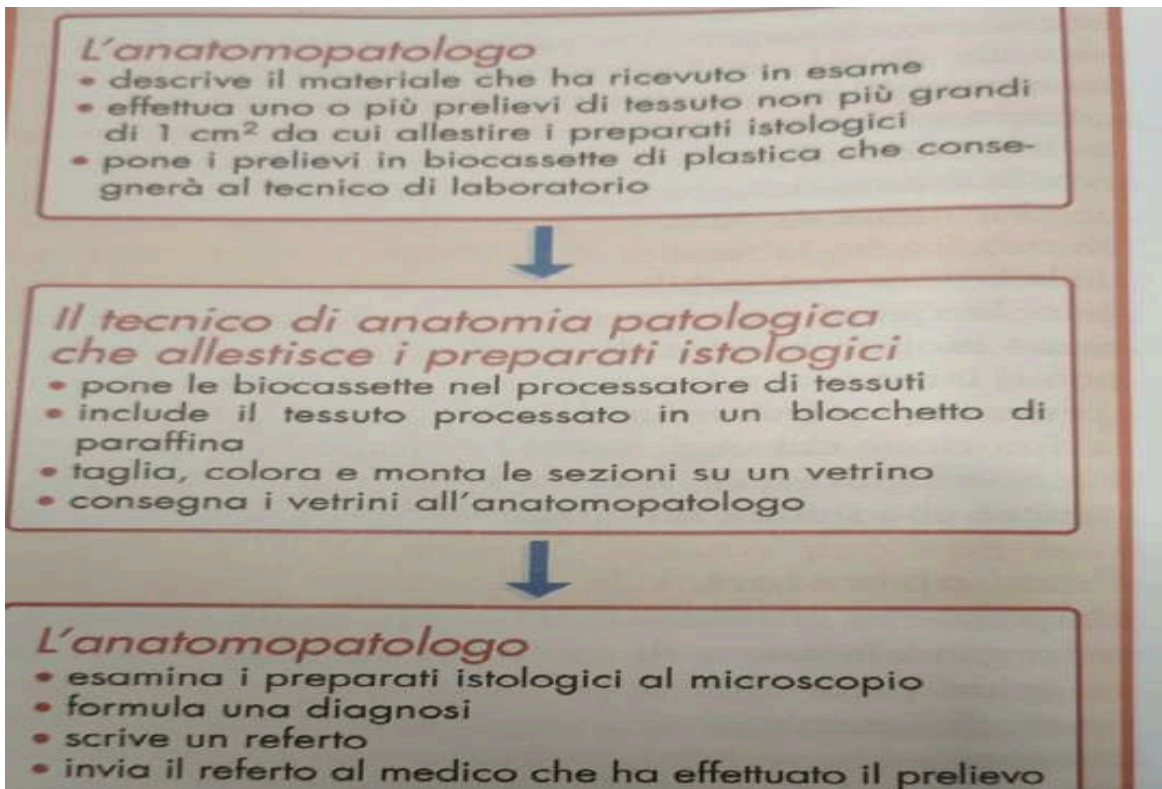 L'anatomopatologo
• descrive il materiale che ha ricevuto in esame
• effettua uno o più prelievi di tessuto non più grandi
di 1 cm² da cui allestire i preparati istologici
• pone i prelievi in biocassette di plastica che conse-
gnerà al tecnico di laboratorio
Il tecnico di anatomia patologica
che allestisce i preparati istologici
• pone le biocassette nel processatore di tessuti
• include il tessuto processato in un blocchetto di
paraffina
• taglia, colora e monta le sezioni su un vetrino
• consegna i vetrini all'anatomopatologo
L'anatomopatologo
• esamina i preparati istologici al microscopio
• formula una diagnosi
• scrive un referto
• invia il referto al medico che ha effettuato il prelievo